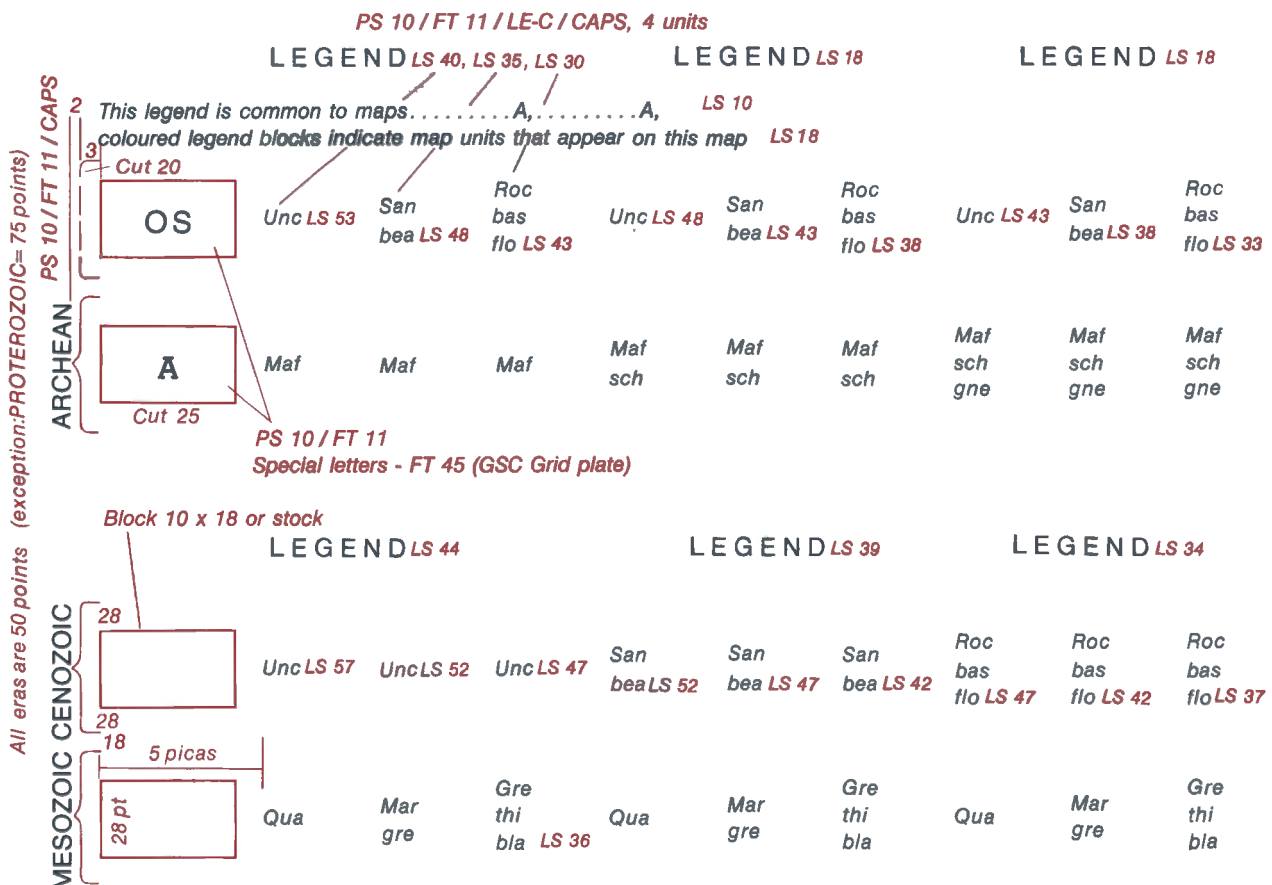 PS 10 / FT 11 / LE-C / CAPS, 4 units
LEGEND LS 40, LS 35, LS 30 LEGEND LS 18 LEGEND LS 18
This legend is common to maps..........A,..........A, LS 10
coloured legend blocks indicate map units that appear on this map LS 18
PS 10 / FT 11 / CAPS
2
3
Cut 20
OS
Unc LS 53
San
bea LS 48
Roc
bas
flo LS 43
Unc LS 48
San
bea LS 43
Roc
bas
flo LS 38
Unc LS 43
San
bea LS 38
Roc
bas
flo LS 33
ARCHEAN
A
Cut 25
Maf
Maf
Maf
Maf
sch
Maf
sch
Maf
sch
Maf
sch
gne
Maf
sch
gne
Maf
sch
gne
PS 10 / FT 11
Special letters - FT 45 (GSC Grid plate)
All eras are 50 points (exception:PROTEROZOIC= 75 points)
Block 10 x 18 or stock
LEGEND LS 44 LEGEND LS 39 LEGEND LS 34
CENOZOIC
28
28
Unc LS 57
Unc LS 52
Unc LS 47
San
bea LS 52
San
bea LS 47
San
bea LS 42
Roc
bas
flo LS 47
Roc
bas
flo LS 42
Roc
bas
flo LS 37
MESOZOIC
18
5 picas
28 pt
Qua
Mar
gre
Gre
thi
bla LS 36
Qua
Mar
gre
Gre
thi
bla
Qua
Mar
gre
Gre
thi
bla